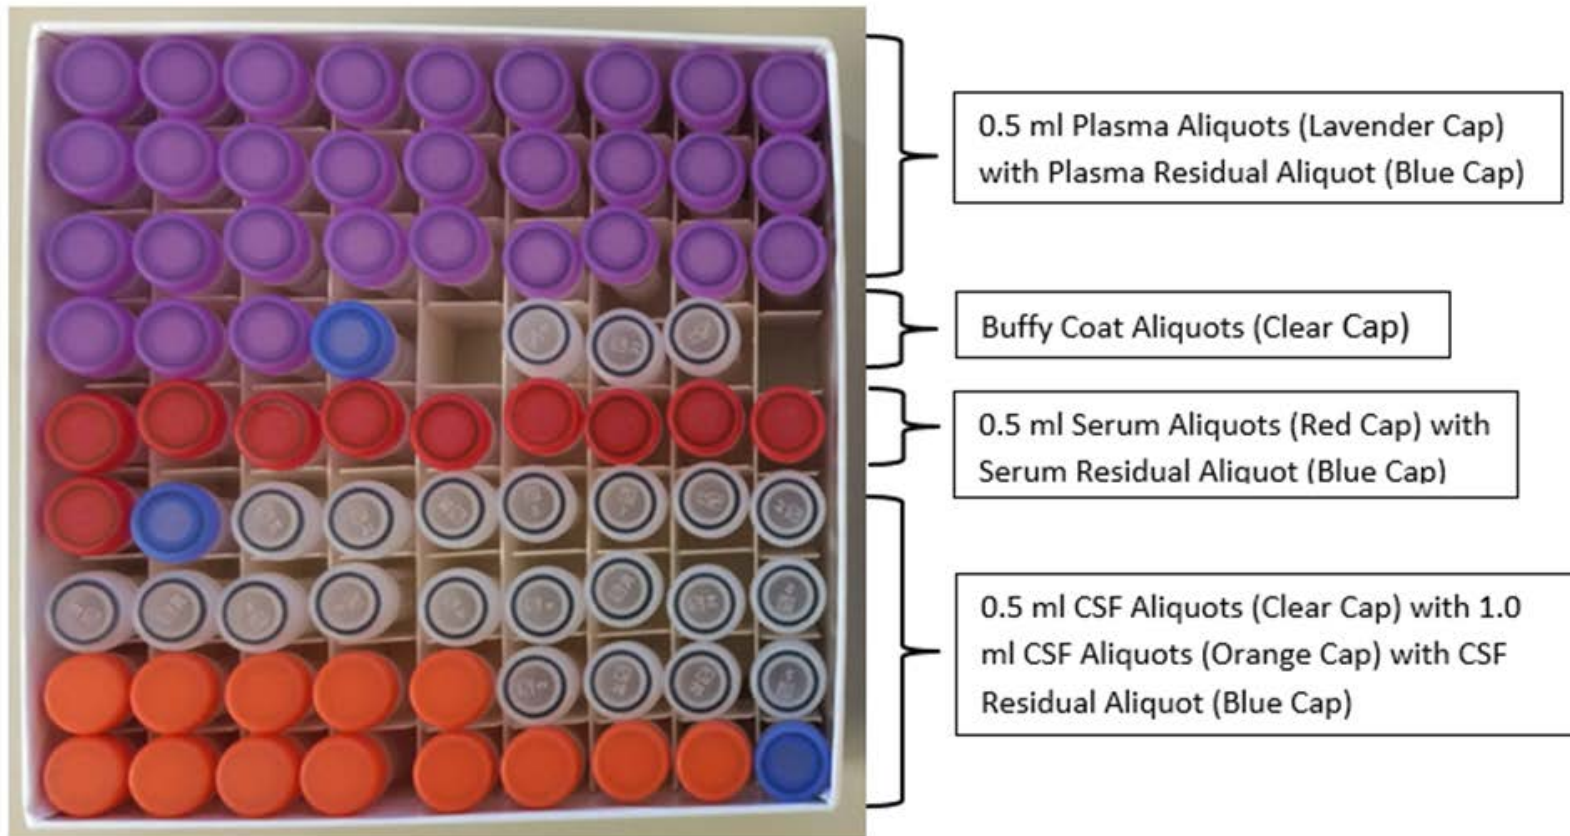 0.5 ml Plasma Aliquots (Lavender Cap)
with Plasma Residual Aliquot (Blue Cap)
Buffy Coat Aliquots (Clear Cap)
0.5 ml Serum Aliquots (Red Cap) with
Serum Residual Aliquot (Blue Cap)
0.5 ml CSF Aliquots (Clear Cap) with 1.0
ml CSF Aliquots (Orange Cap) with CSF
Residual Aliquot (Blue Cap)